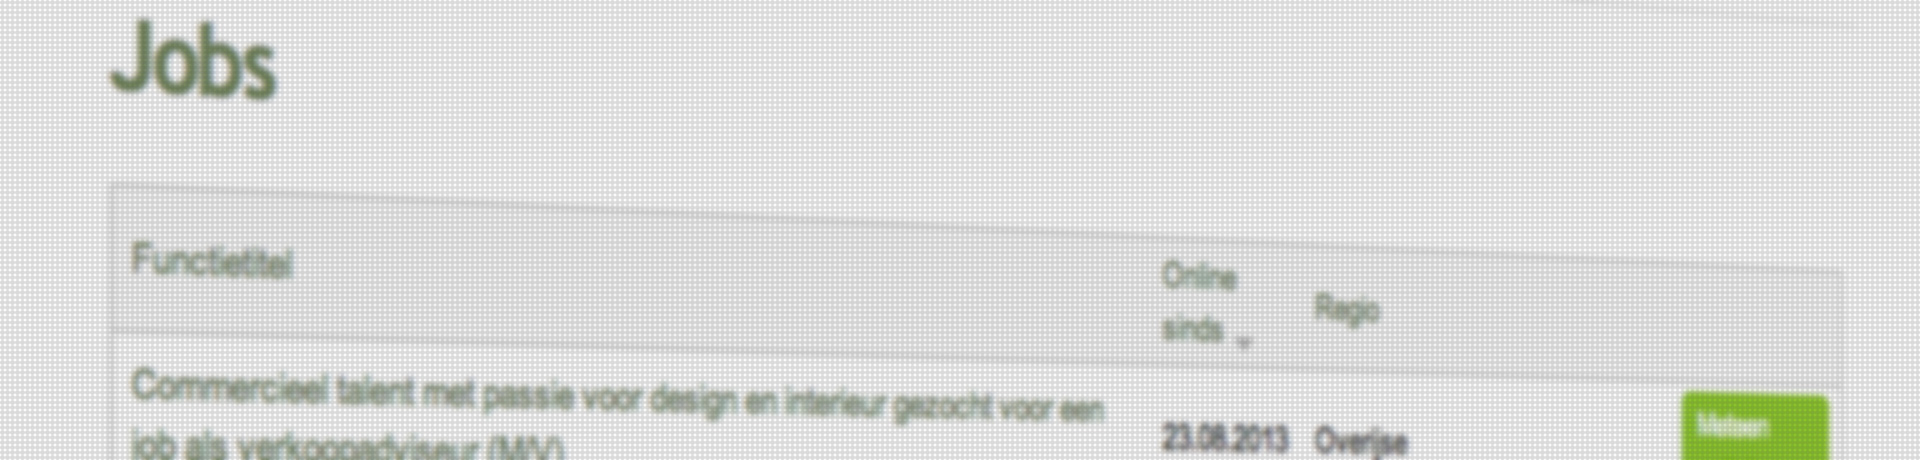 Jobs
Functietitel
Online
sinds
Regio
Commercieel talent met passie voor design en interieur gezocht voor een
job als verkoopadviseur (M/V)
23.08.2013
Overijse